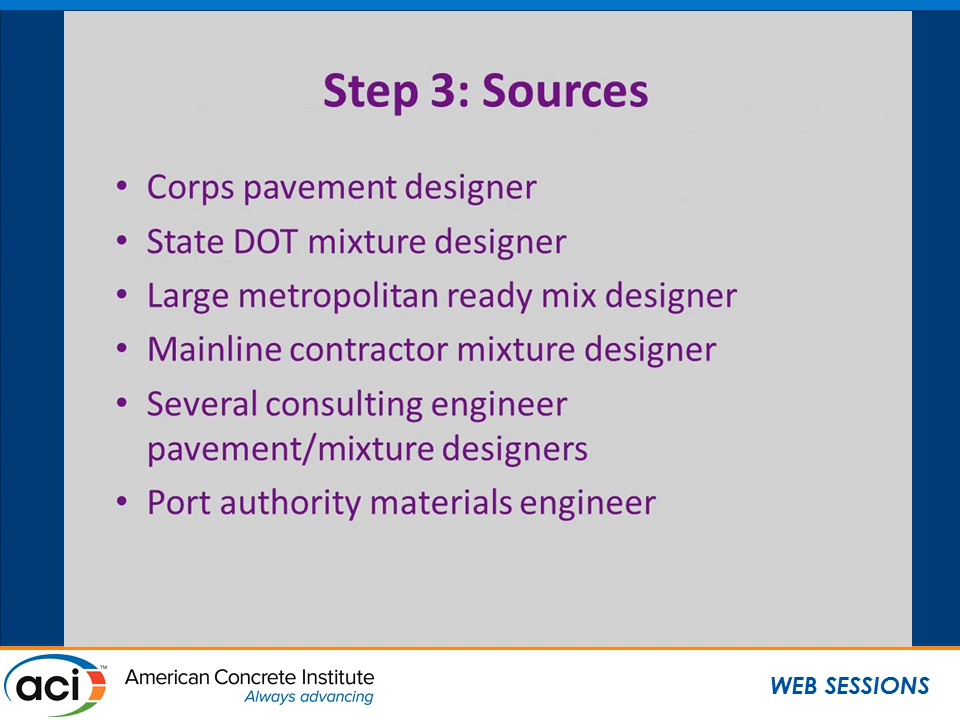 Step 3: Sources
• Corps pavement designer
• State DOT mixture designer
• Large metropolitan ready mix designer
• Mainline contractor mixture designer
• Several consulting engineer
pavement/mixture designers
• Port authority materials engineer
aci™
American Concrete Institute
Always advancing
WEB SESSIONS